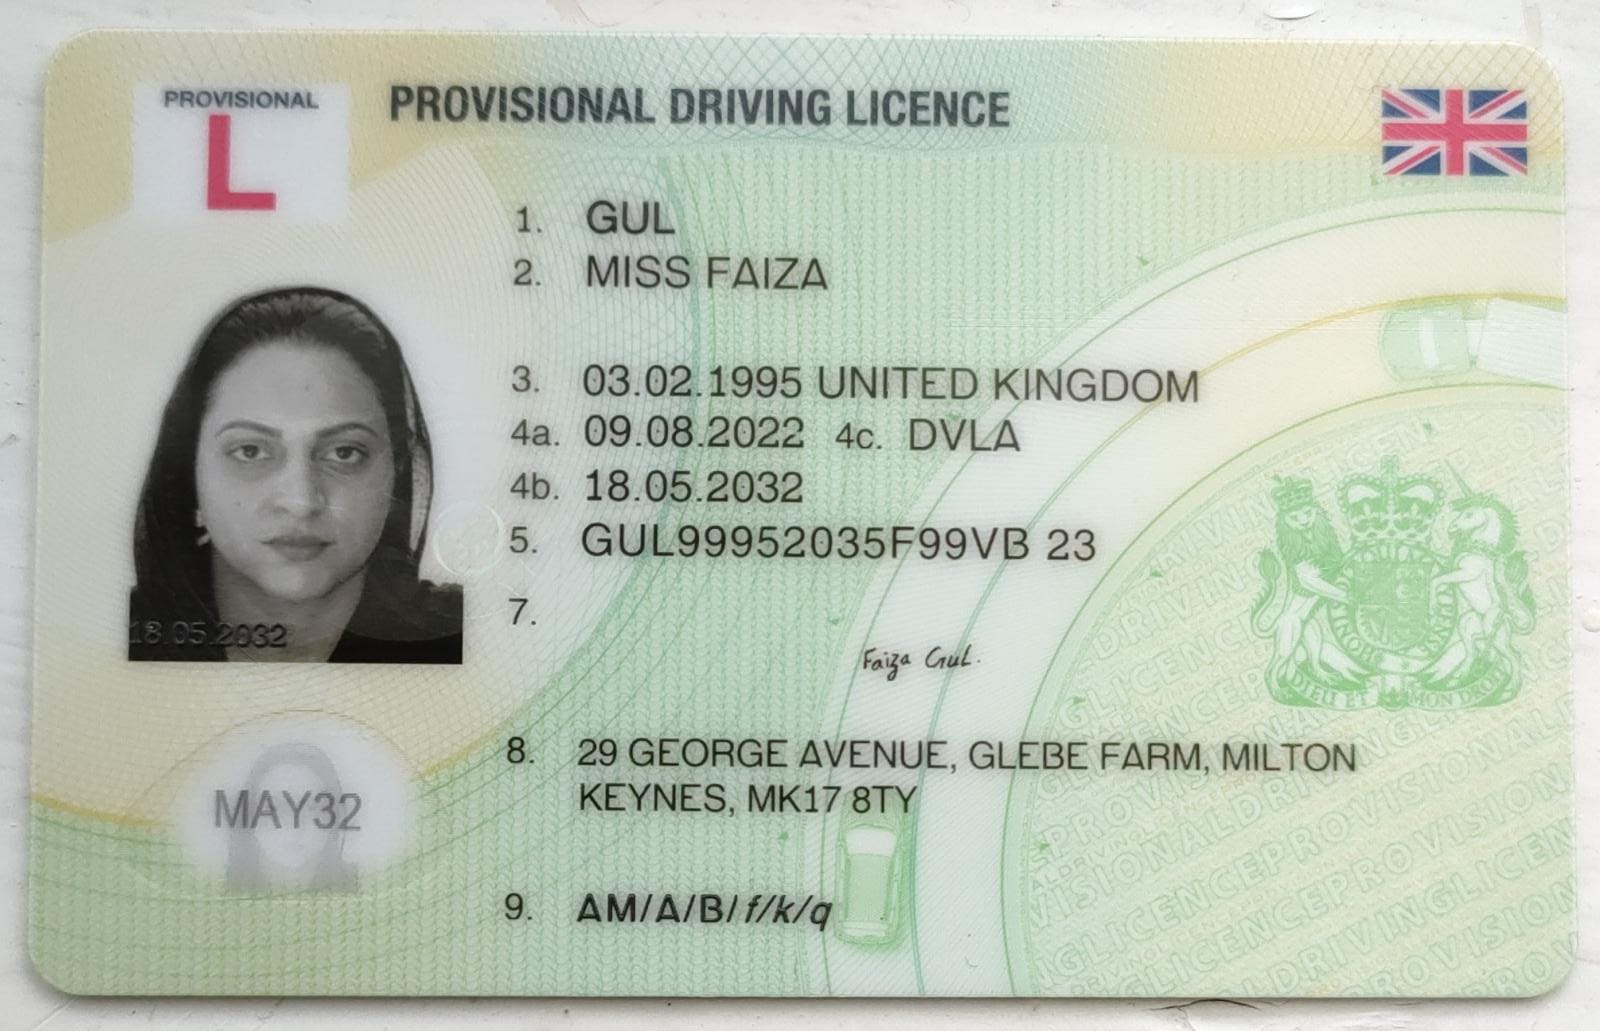 PROVISIONAL
L
PROVISIONAL DRIVING LICENCE
1. GUL
2. MISS FAIZA
3. 03.02.1995 UNITED KINGDOM
4a. 09.08.2022 4c. DVLA
4b. 18.05.2032
5. GUL99952035F99VB 23
7.
18.05.2032
Faiza Gul.
8. 29 GEORGE AVENUE, GLEBE FARM, MILTON
KEYNES, MK17 8TY
MAY32
9. AM/A/B/f/k/q
DIEU ET MON DROIT